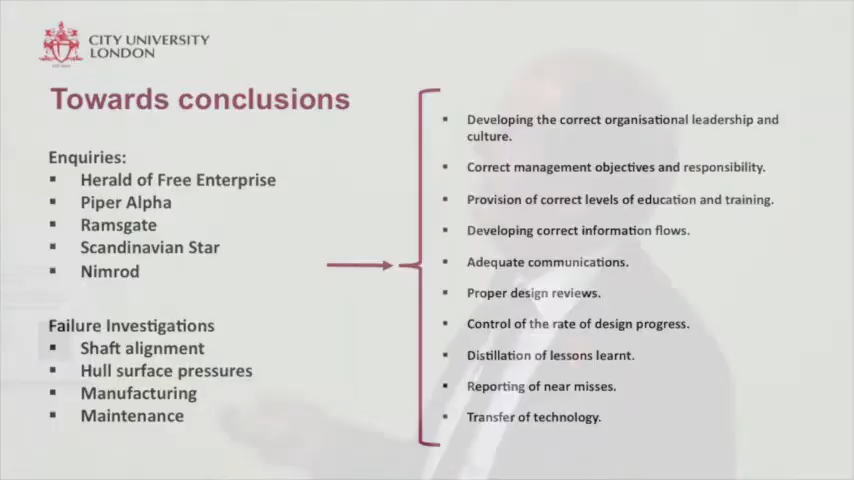 CITY UNIVERSITY
LONDON
Towards conclusions
Enquiries:
▪ Herald of Free Enterprise
▪ Piper Alpha
▪ Ramsgate
▪ Scandinavian Star
▪ Nimrod
Failure Investigations
▪ Shaft alignment
▪ Hull surface pressures
▪ Manufacturing
▪ Maintenance
▪ Developing the correct organisational leadership and
culture.
▪ Correct management objectives and responsibility.
▪ Provision of correct levels of education and training.
▪ Developing correct information flows.
▪ Adequate communications.
▪ Proper design reviews.
▪ Control of the rate of design progress.
▪ Distillation of lessons learnt.
▪ Reporting of near misses.
▪ Transfer of technology.